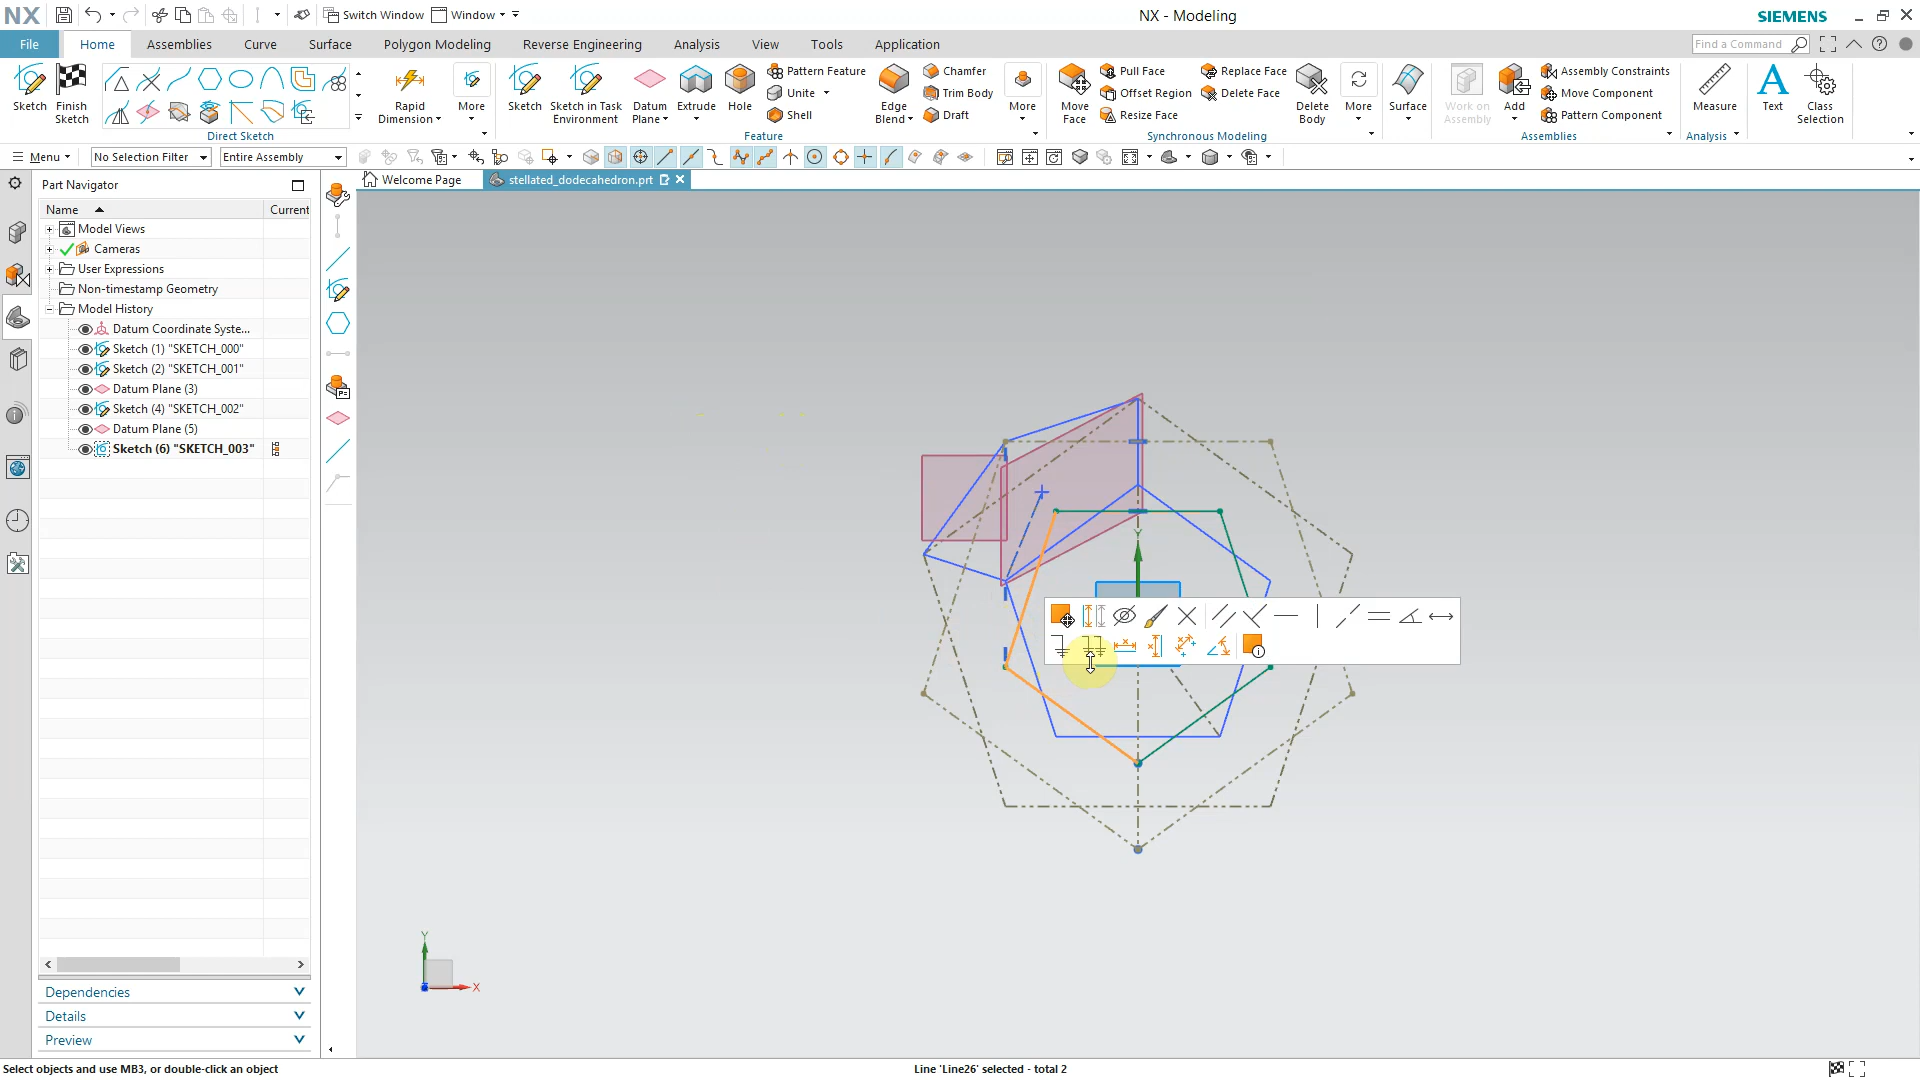 NX
Switch Window
Window
NX - Modeling
SIEMENS
File
Home
Assemblies
Curve
Surface
Polygon Modeling
Reverse Engineering
Analysis
View
Tools
Application
Find a Command
Sketch
Finish
Sketch
Direct Sketch
Rapid
Dimension
More
Sketch
Sketch in Task
Environment
Datum
Plane
Extrude
Hole
Pattern Feature
Unite
Shell
Edge
Blend
Chamfer
Trim Body
Draft
More
Feature
Move
Face
Pull Face
Offset Region
Resize Face
Replace Face
Delete Face
Delete
Body
More
Synchronous Modeling
Surface
Work on
Assembly
Add
Assembly Constraints
Move Component
Pattern Component
Assemblies
Measure
Analysis
Text
Class
Selection
Menu
No Selection Filter
Entire Assembly
Part Navigator
Welcome Page
stellated_dodecahedron.prt
Name
Current
Model Views
Cameras
User Expressions
Non-timestamp Geometry
Model History
Datum Coordinate Syste...
Sketch (1) "SKETCH_000"
Sketch (2) "SKETCH_001"
Datum Plane (3)
Sketch (4) "SKETCH_002"
Datum Plane (5)
Sketch (6) "SKETCH_003"
Y
Y
X
Dependencies
Details
Preview
Select objects and use MB3, or double-click an object
Line 'Line26' selected - total 2